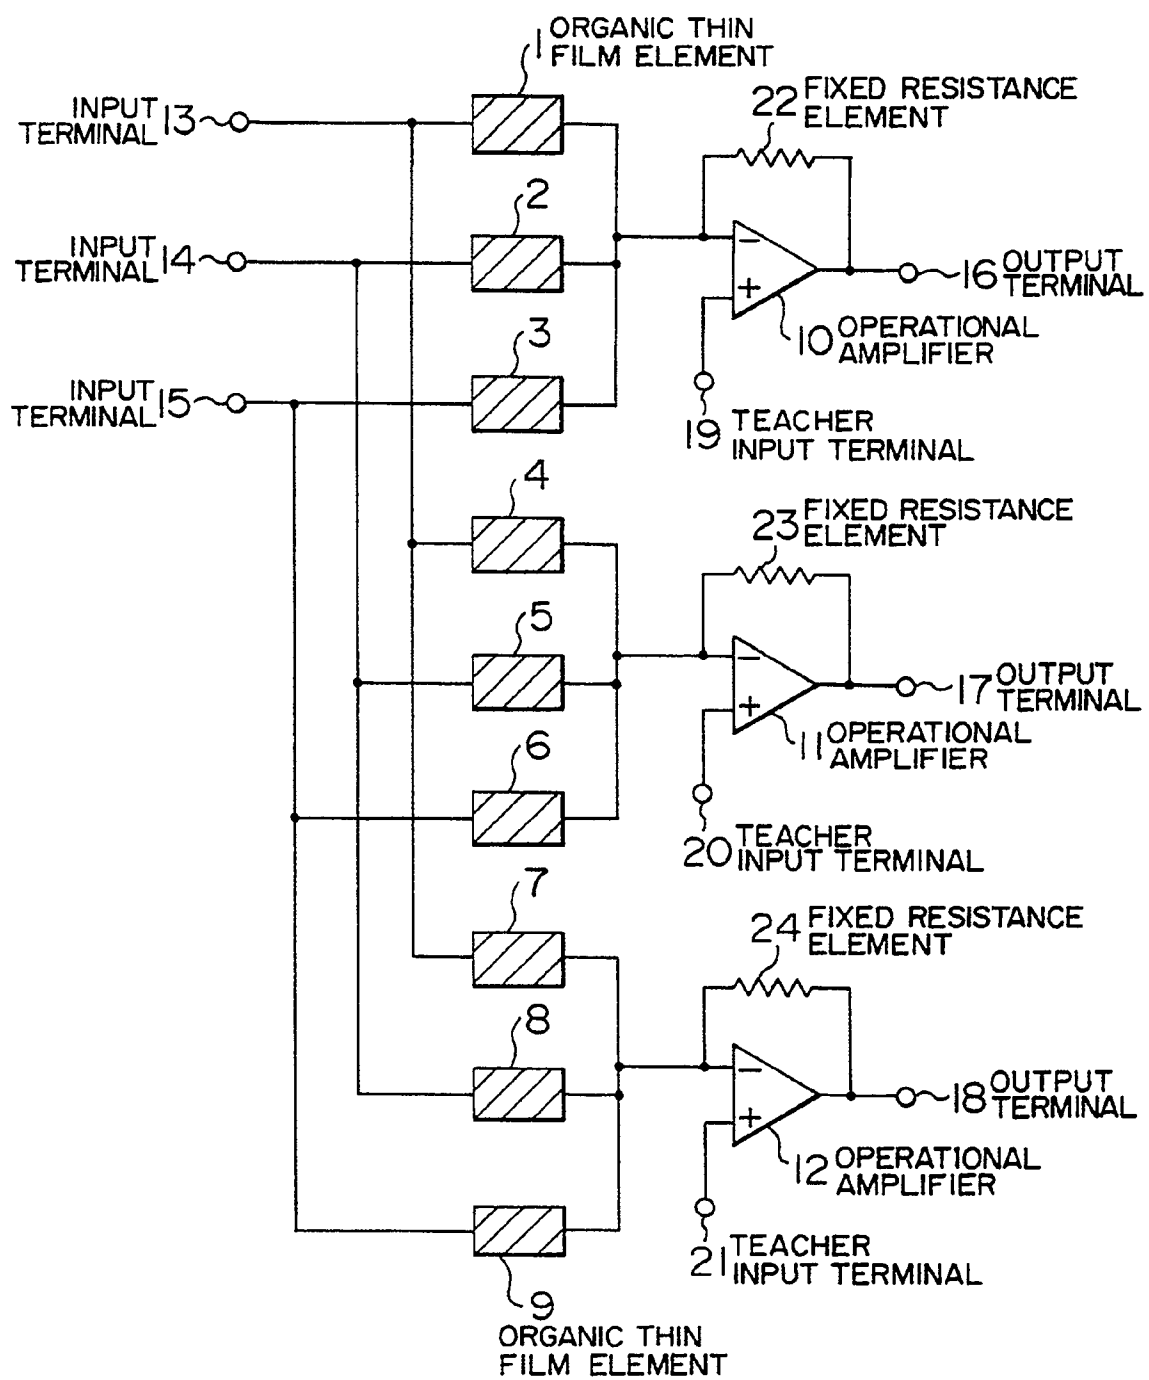 1 ORGANIC THIN
FILM ELEMENT
22 FIXED RESISTANCE
ELEMENT
INPUT
TERMINAL 13
2
INPUT
TERMINAL 14
16 OUTPUT
TERMINAL
10 OPERATIONAL
AMPLIFIER
3
INPUT
TERMINAL 15
19 TEACHER
INPUT TERMINAL
4
23 FIXED RESISTANCE
ELEMENT
5
17 OUTPUT
TERMINAL
11 OPERATIONAL
AMPLIFIER
6
20 TEACHER
INPUT TERMINAL
7
24 FIXED RESISTANCE
ELEMENT
8
18 OUTPUT
TERMINAL
12 OPERATIONAL
AMPLIFIER
21 TEACHER
INPUT TERMINAL
9
ORGANIC THIN
FILM ELEMENT